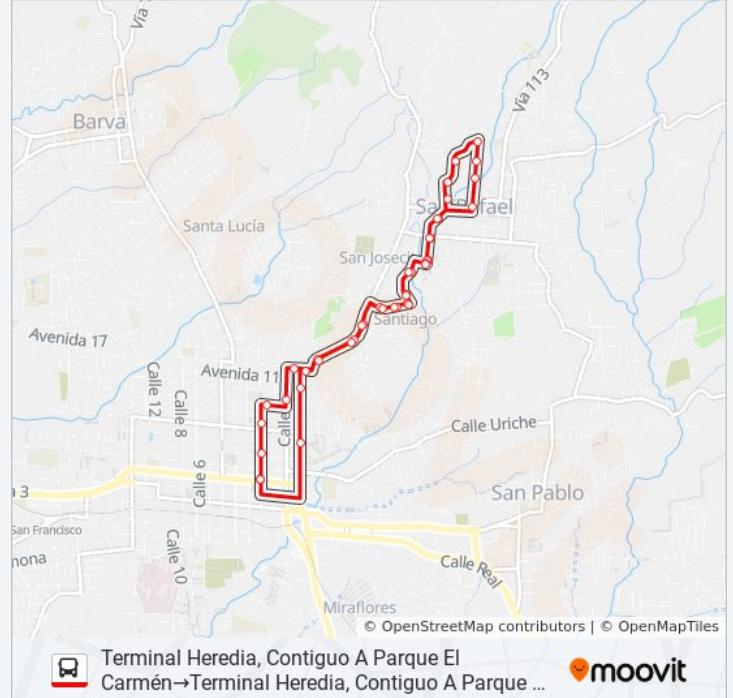 Vía 
Vía 113
Barva
San Rafael
Santa Lucía
San Josecito
Santiago
Avenida 17
Avenida 11
Calle 12
Calle 8
Calle
Calle Uriche
Calle 6
a 3
San Pablo
San Francisco
Calle 10
mona
Calle Real
Miraflores
© OpenStreetMap contributors | © OpenMapTiles
Terminal Heredia, Contiguo A Parque El
Carmén→Terminal Heredia, Contiguo A Parque ...
moovit